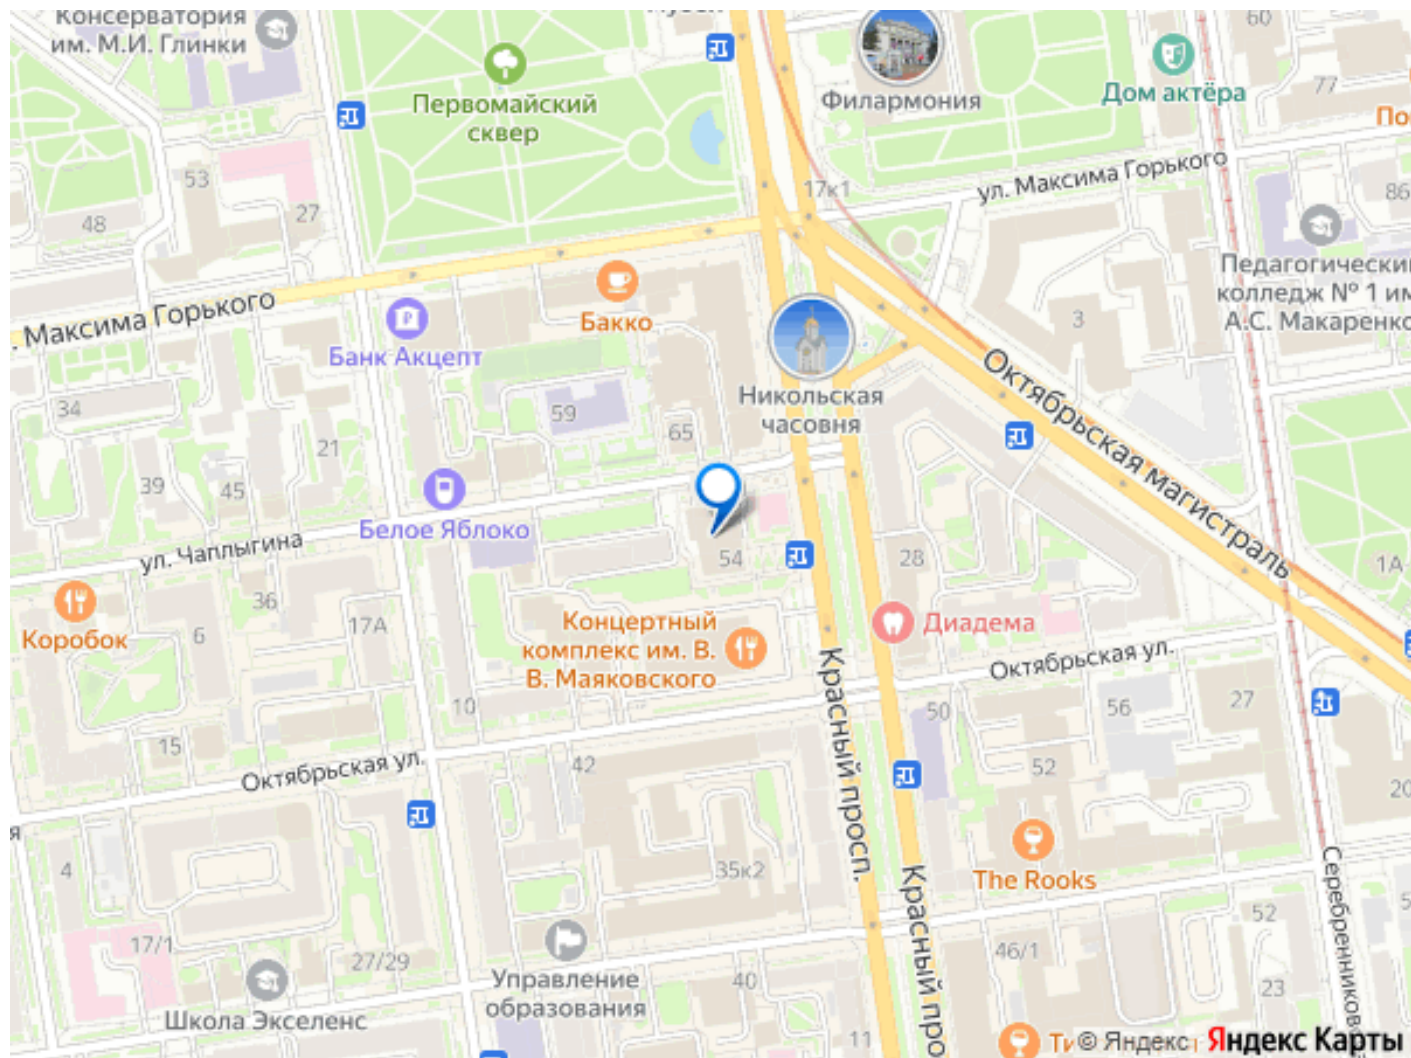 Консерватория
им. М.И. Глинки
Первомайский
сквер
Филармония
Дом актёра
60
77
53
27
48
17к1
ул. Максима Горького
86
Педагогический
колледж № 1 им
А.С. Макаренко
Максима Горького
Бакко
Банк Акцепт
3
Никольская
часовня
Октябрьская магистраль
34
59
65
21
39
45
Белое Яблоко
ул. Чаплыгина
54
28
1А
Коробок
36
6
17А
Концертный
комплекс им. В.
В. Маяковского
Диадема
Октябрьская ул.
Красный просп.
10
50
56
27
15
Октябрьская ул.
42
52
20
4
35к2
The Rooks
Красный про
Серебренниковс
17/1
27/29
Управление
образования
40
46/1
52
23
Школа Экселенс
11
© Яндекс
Яндекс Карты